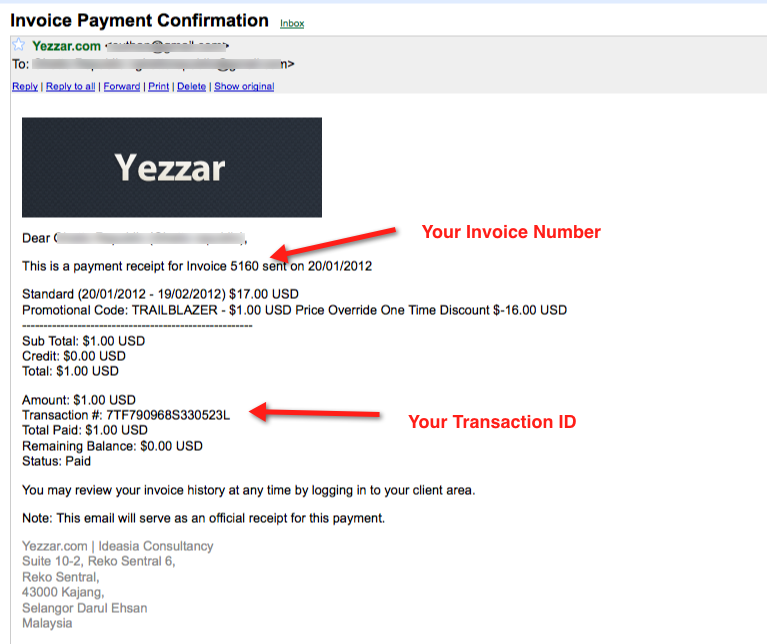 Invoice Payment Confirmation Inbox
Yezzar.com
To:
Reply | Reply to all | Forward | Print | Delete | Show original
Yezzar
Dear
Your Invoice Number
This is a payment receipt for Invoice 5160 sent on 20/01/2012
Standard (20/01/2012 - 19/02/2012) $17.00 USD
Promotional Code: TRAILBLAZER - $1.00 USD Price Override One Time Discount $-16.00 USD
------------------------------------------------------
Sub Total: $1.00 USD
Credit: $0.00 USD
Total: $1.00 USD
Amount: $1.00 USD
Transaction #: 7TF790968S330523L
Your Transaction ID
Total Paid: $1.00 USD
Remaining Balance: $0.00 USD
Status: Paid
You may review your invoice history at any time by logging in to your client area.
Note: This email will serve as an official receipt for this payment.
Yezzar.com | Ideasia Consultancy
Suite 10-2, Reko Sentral 6,
Reko Sentral,
43000 Kajang,
Selangor Darul Ehsan
Malaysia